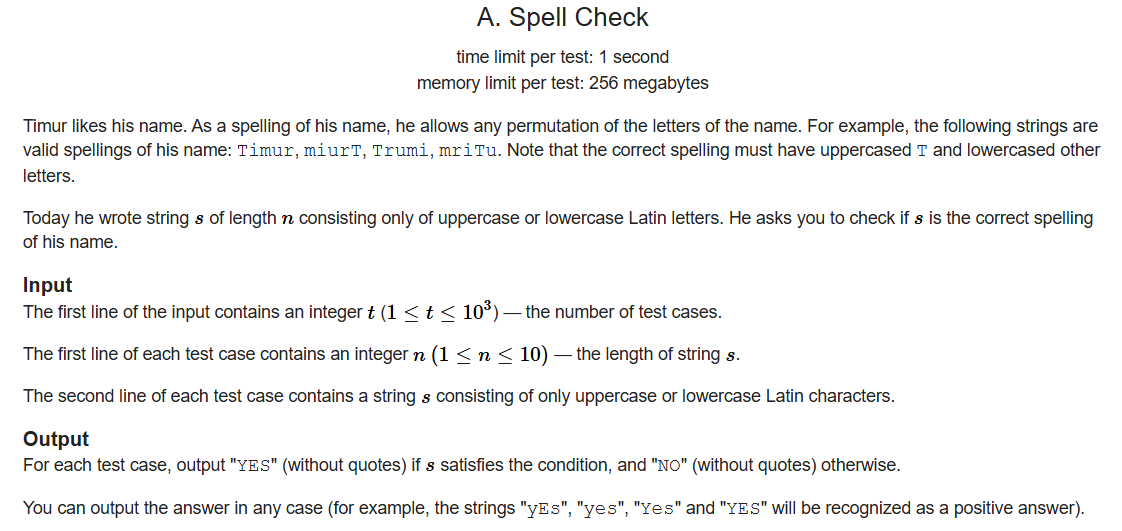 A. Spell Check
time limit per test: 1 second
memory limit per test: 256 megabytes
Timur likes his name. As a spelling of his name, he allows any permutation of the letters of the name. For example, the following strings are
valid spellings of his name: Timur, miurT, Trumi, mriTu. Note that the correct spelling must have uppercased T and lowercased other
letters.
Today he wrote string s of length n consisting only of uppercase or lowercase Latin letters. He asks you to check if s is the correct spelling
of his name.
Input
The first line of the input contains an integer t (1 ≤ t ≤ 10³) — the number of test cases.
The first line of each test case contains an integer n (1 ≤ n ≤ 10) — the length of string s.
The second line of each test case contains a string s consisting of only uppercase or lowercase Latin characters.
Output
For each test case, output "YES" (without quotes) if s satisfies the condition, and "NO" (without quotes) otherwise.
You can output the answer in any case (for example, the strings "yEs", "yes", "Yes" and "YES" will be recognized as a positive answer).